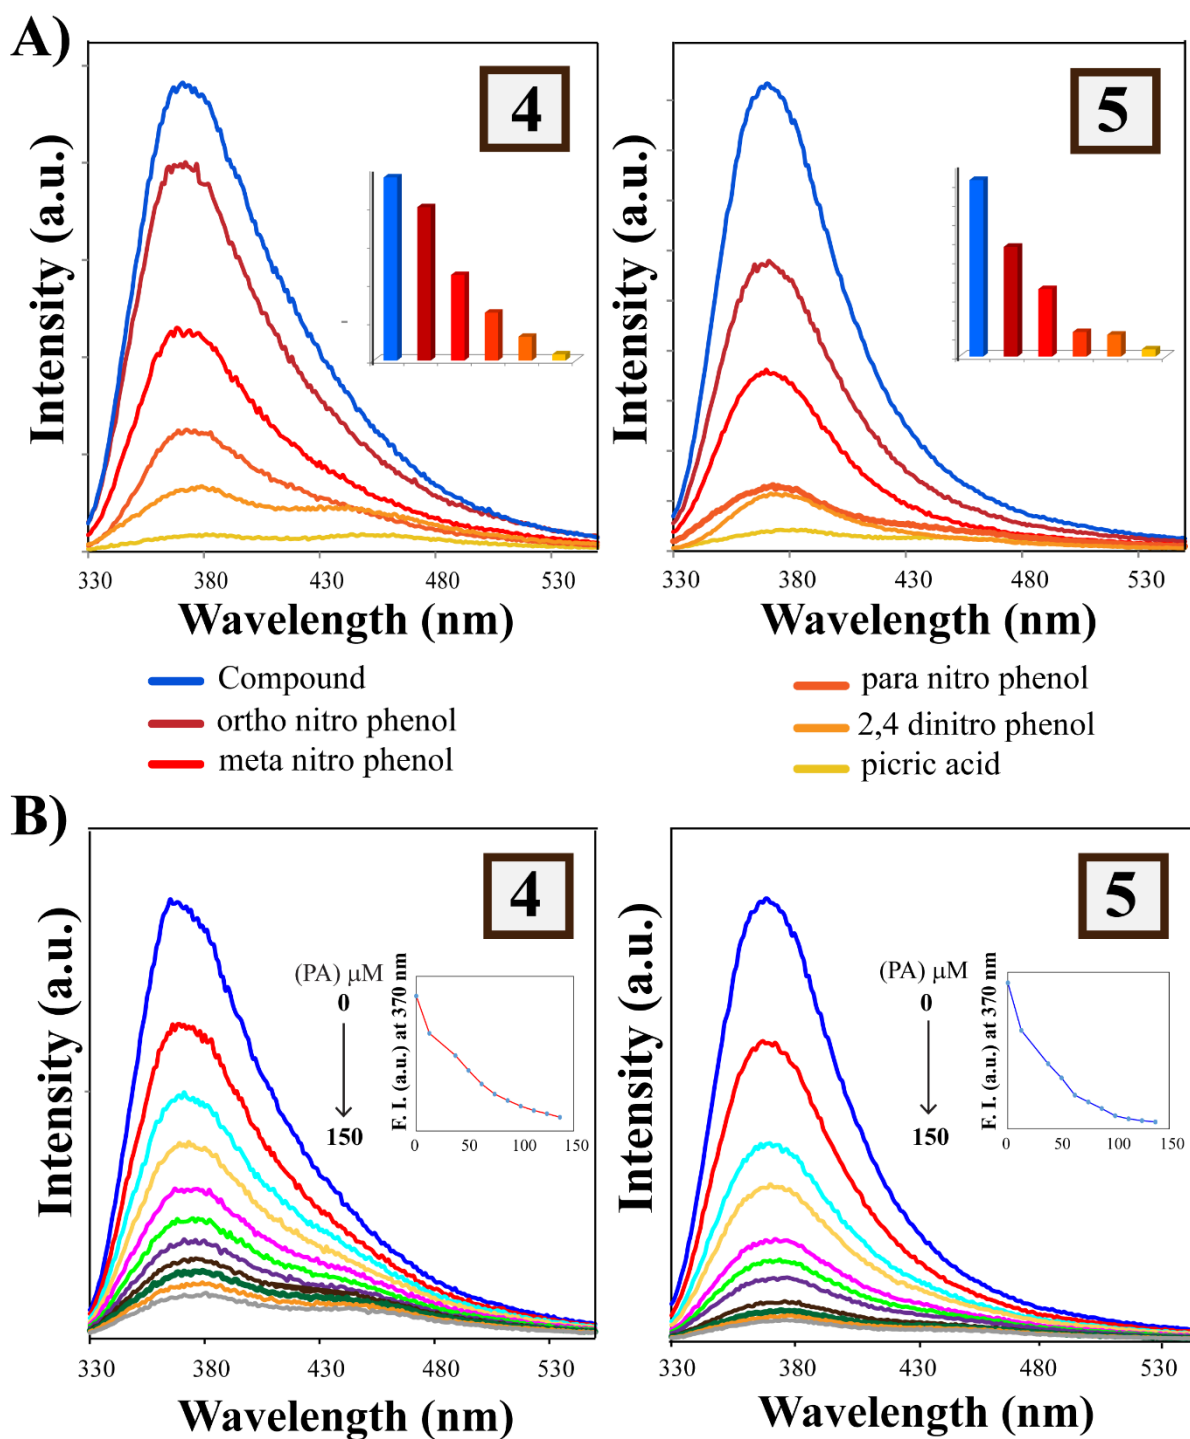 A)
4
5
Intensity (a.u.)
Intensity (a.u.)
330 380 430 480 530
330 380 430 480 530
Wavelength (nm)
Wavelength (nm)
Compound
ortho nitro phenol
meta nitro phenol
para nitro phenol
2,4 dinitro phenol
picric acid
B)
4
5
Intensity (a.u.)
(PA) μM
0
150
F. I. (a.u.) at 370 nm
0 50 100 150
Intensity (a.u.)
(PA) μM
0
150
F. I. (a.u.) at 370 nm
0 50 100 150
330 380 430 480 530
330 380 430 480 530
Wavelength (nm)
Wavelength (nm)